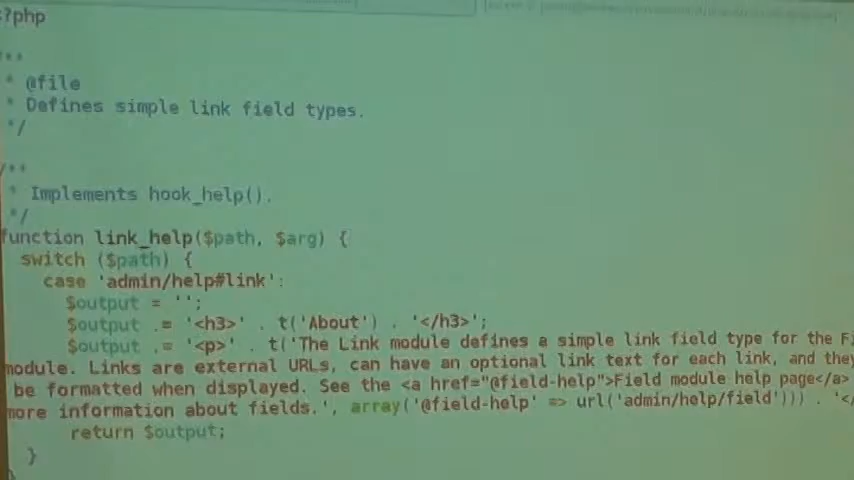 <?php
/**
* @file
* Defines simple link field types.
*/
/**
* Implements hook_help().
*/
function link_help($path, $arg) {
switch ($path) {
case 'admin/help#link':
$output = '';
$output .= '<h3>' . t('About') . '</h3>';
$output .= '<p>' . t('The Link module defines a simple link field type for the Fi
module. Links are external URLs, can have an optional link text for each link, and they
be formatted when displayed. See the <a href="@field-help">Field module help page</a>
more information about fields.', array('@field-help' => url('admin/help/field'))) . '</
return $output;
}
}